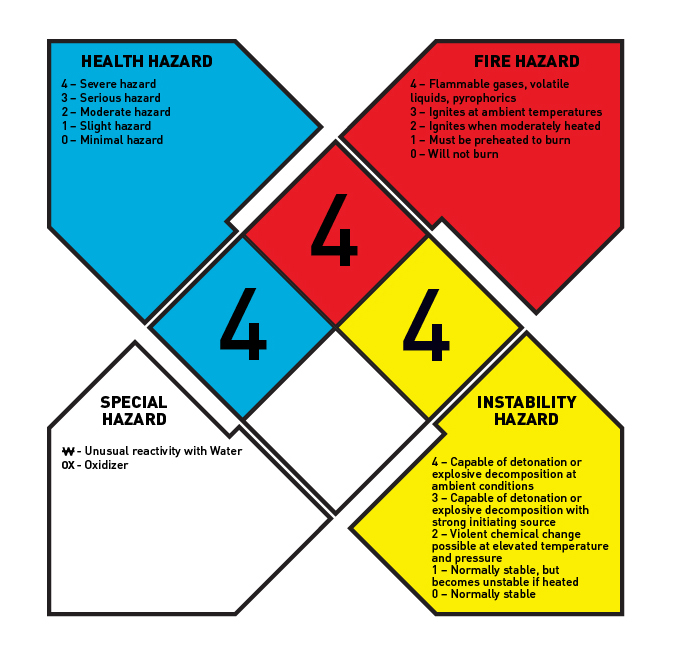 HEALTH HAZARD
4 – Severe hazard
3 – Serious hazard
2 – Moderate hazard
1 – Slight hazard
0 – Minimal hazard
FIRE HAZARD
4 – Flammable gases, volatile
liquids, pyrophorics
3 – Ignites at ambient temperatures
2 – Ignites when moderately heated
1 – Must be preheated to burn
0 – Will not burn
4
4
4
SPECIAL
HAZARD
W̶ - Unusual reactivity with Water
OX - Oxidizer
INSTABILITY
HAZARD
4 – Capable of detonation or
explosive decomposition at
ambient conditions
3 – Capable of detonation or
explosive decomposition with
strong initiating source
2 – Violent chemical change
possible at elevated temperature
and pressure
1 – Normally stable, but
becomes unstable if heated
0 – Normally stable